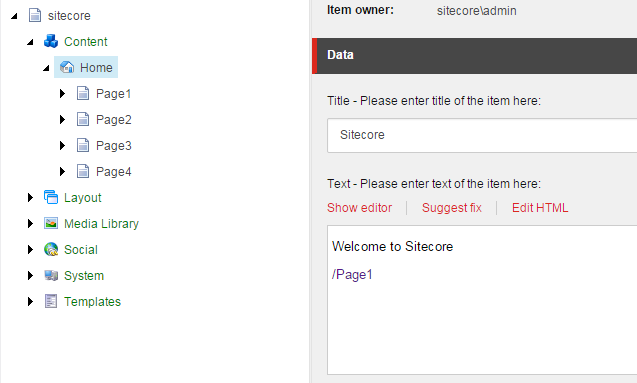 sitecore
Content
Home
Page1
Page2
Page3
Page4
Layout
Media Library
Social
System
Templates
Item owner: sitecore\admin
Data
Title - Please enter title of the item here:
Sitecore
Text - Please enter text of the item here:
Show editor Suggest fix Edit HTML
Welcome to Sitecore
/Page1